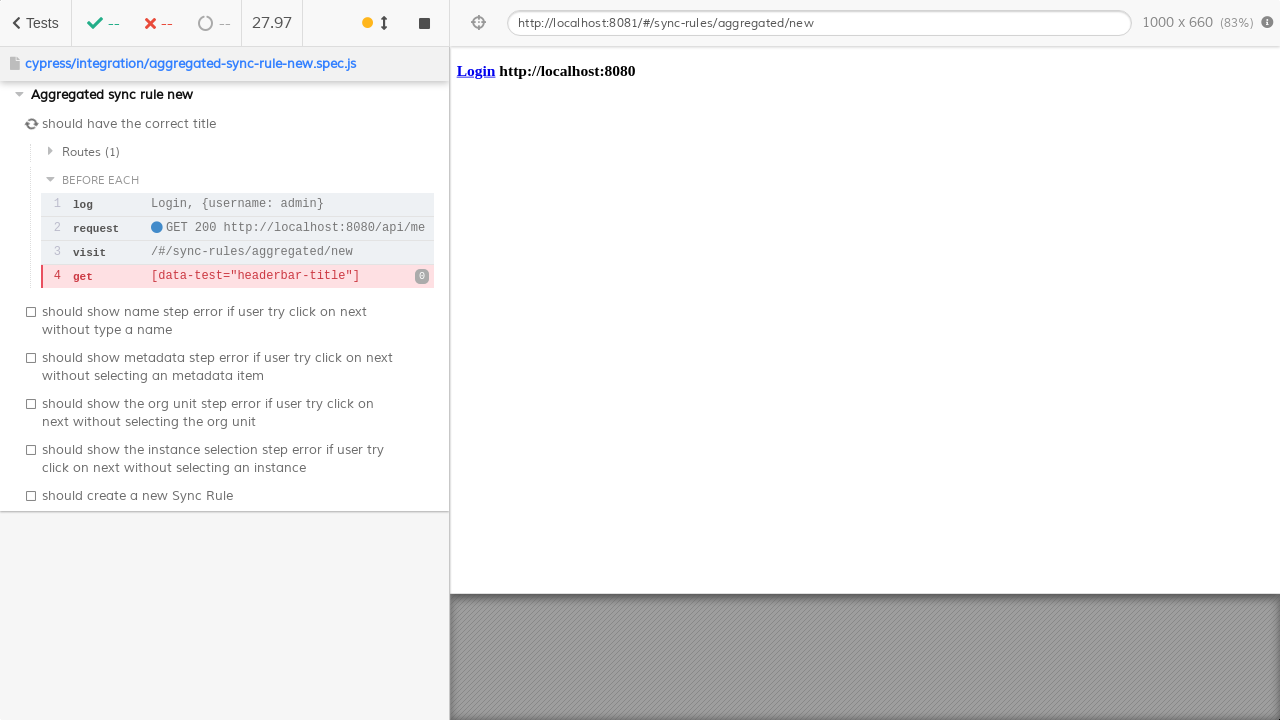 Tests -- -- -- 27.97
http://localhost:8081/#/sync-rules/aggregated/new 1000 x 660 (83%)
cypress/integration/aggregated-sync-rule-new.spec.js
Login http://localhost:8080
Aggregated sync rule new
should have the correct title
Routes (1)
BEFORE EACH
1 log Login, {username: admin}
2 request GET 200 http://localhost:8080/api/me
3 visit /#/sync-rules/aggregated/new
4 get [data-test="headerbar-title"] 0
should show name step error if user try click on next
without type a name
should show metadata step error if user try click on next
without selecting an metadata item
should show the org unit step error if user try click on
next without selecting the org unit
should show the instance selection step error if user try
click on next without selecting an instance
should create a new Sync Rule